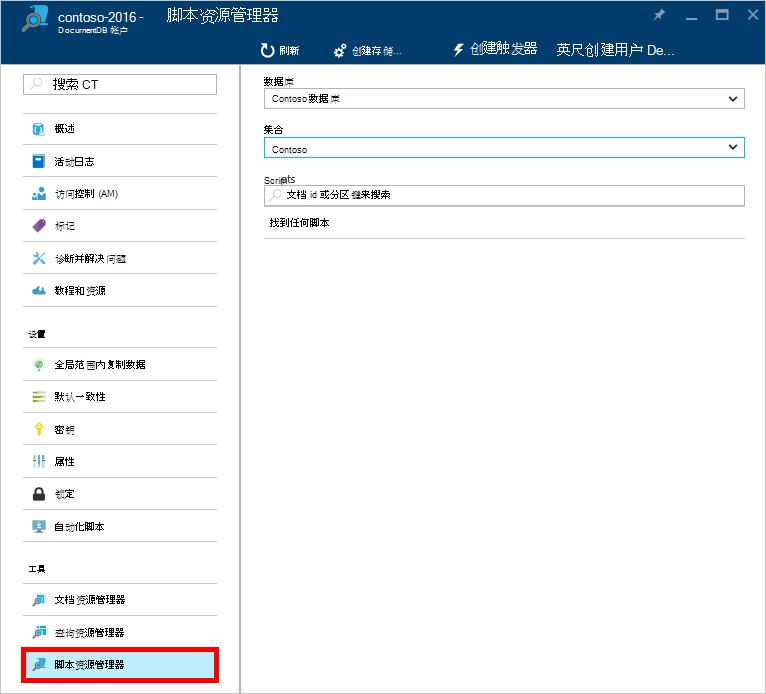 contoso-2016 -
DocumentDB 帐户
脚本资源管理器
刷新
创建存储...
创建触发器
英尺创建用户 De...
搜索 CT
概述
活动日志
访问控制 (AM)
标记
诊断并解决问题
教程和资源
设置
全局范围内复制数据
默认一致性
密钥
属性
锁定
自动化脚本
工具
文档资源管理器
查询资源管理器
脚本资源管理器
数据库
Contoso 数据库
集合
Contoso
Scripts
文档 id 或分区键来搜索
找到任何脚本